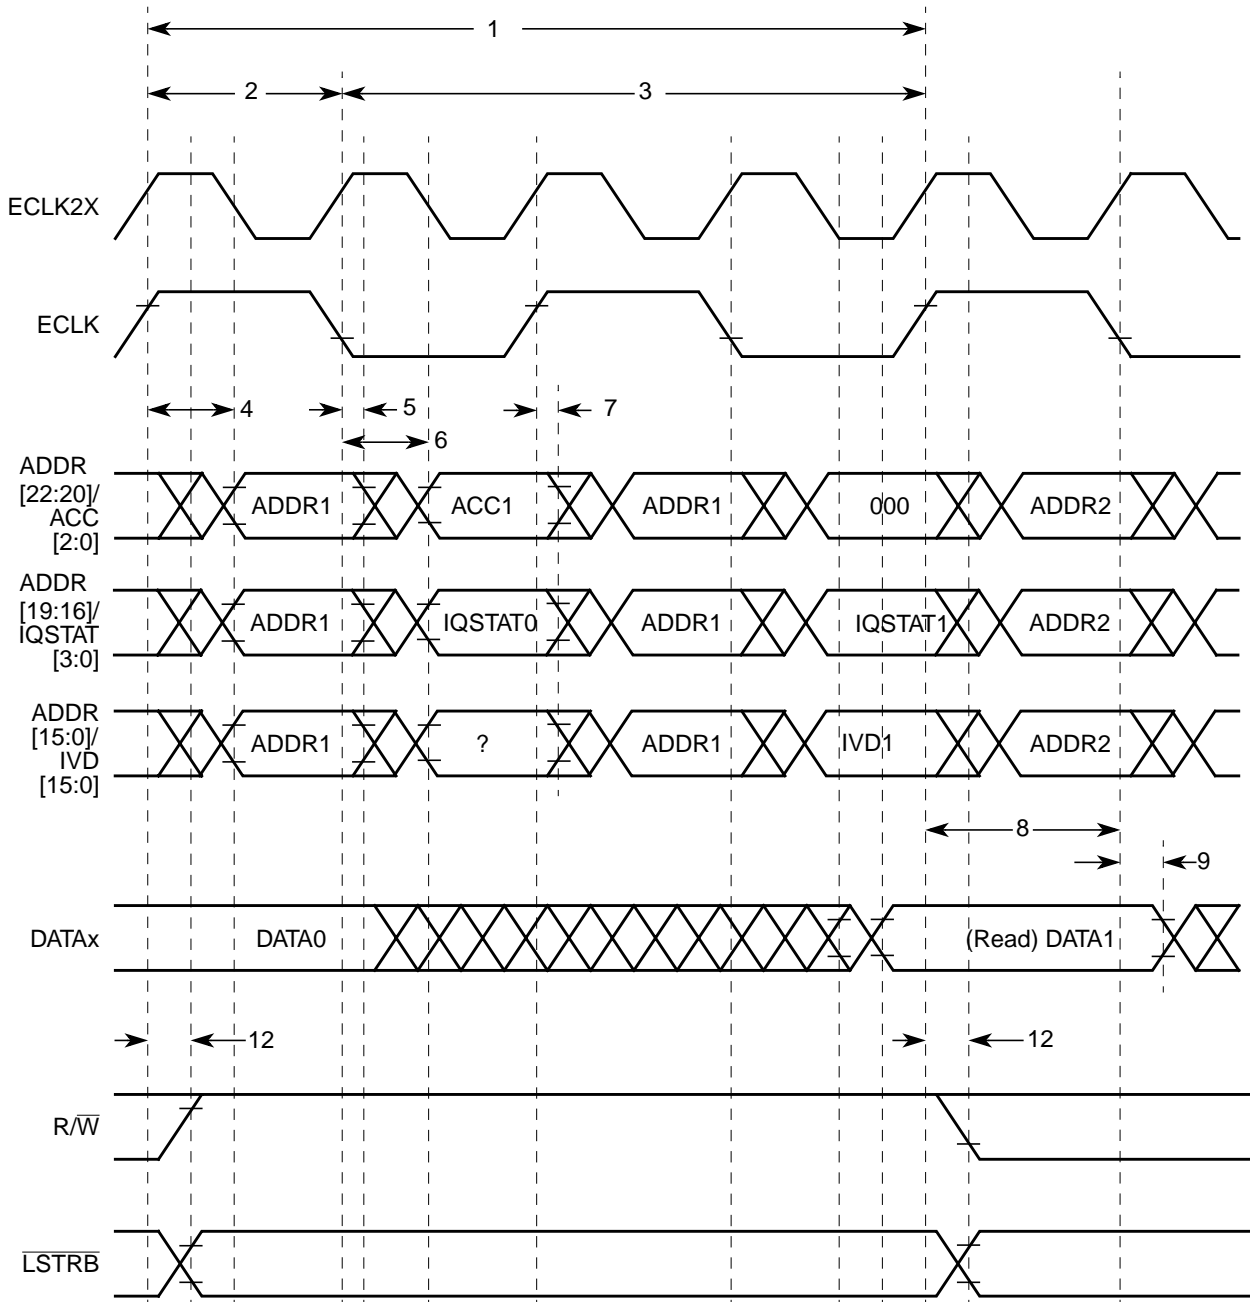 1
2
3
ECLK2X
ECLK
4
5
7
6
ADDR
[22:20]/
ACC
[2:0]
ADDR1
ACC1
ADDR1
000
ADDR2
ADDR
[19:16]/
IQSTAT
[3:0]
ADDR1
IQSTAT0
ADDR1
IQSTAT1
ADDR2
ADDR
[15:0]/
IVD
[15:0]
ADDR1
?
ADDR1
IVD1
ADDR2
8
9
DATAx
DATA0
(Read) DATA1
12
12
R/W̅
L̅S̅T̅R̅B̅